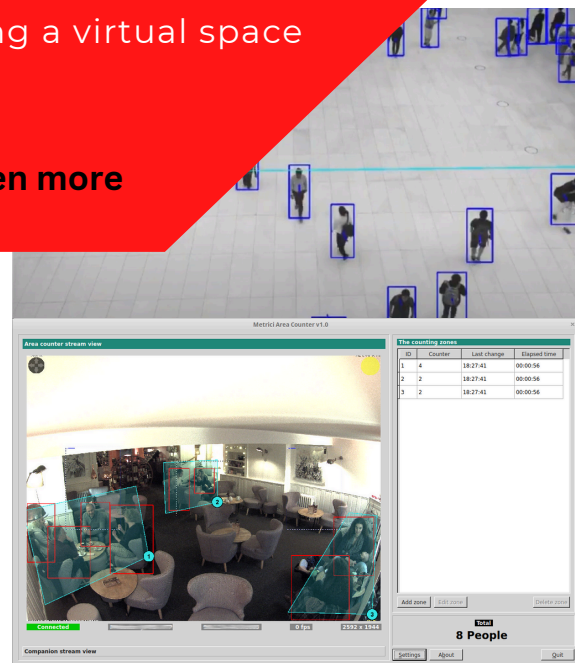 ng a virtual space
en more
Metrici Area Counter v1.0
Area counter stream view
The counting zones
ID Counter Last change Elapsed time
1 4 18:27:41 00:00:56
2 2 18:27:41 00:00:56
3 2 18:27:41 00:00:56
2
1
3
Connected 0 fps 2592 x 1944
Add zone Edit zone Delete zone
Total
8 People
Companion stream view
Settings About Quit